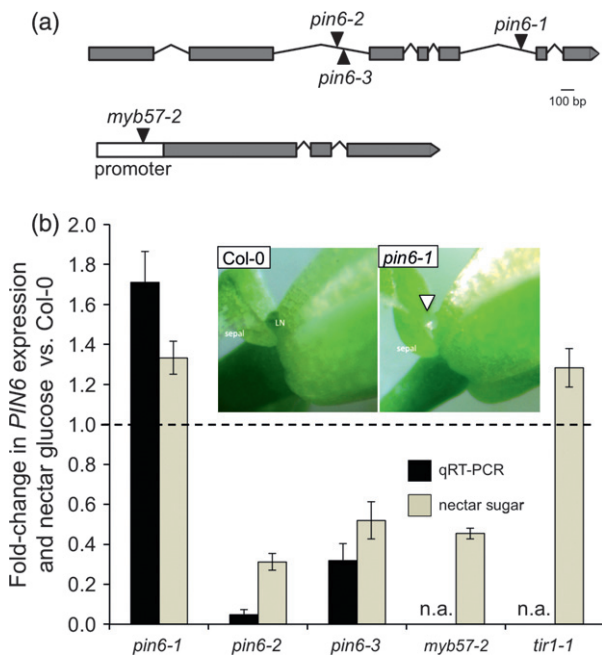 (a)
pin6-2
pin6-1
pin6-3
100 bp
myb57-2
promoter
(b)
Fold-change in PIN6 expression
and nectar glucose vs. Col-0
2.0
1.8
1.6
1.4
1.2
1.0
0.8
0.6
0.4
0.2
0.0
Col-0
LN
sepal
pin6-1
sepal
qRT-PCR
nectar sugar
n.a.
n.a.
pin6-1
pin6-2
pin6-3
myb57-2
tir1-1